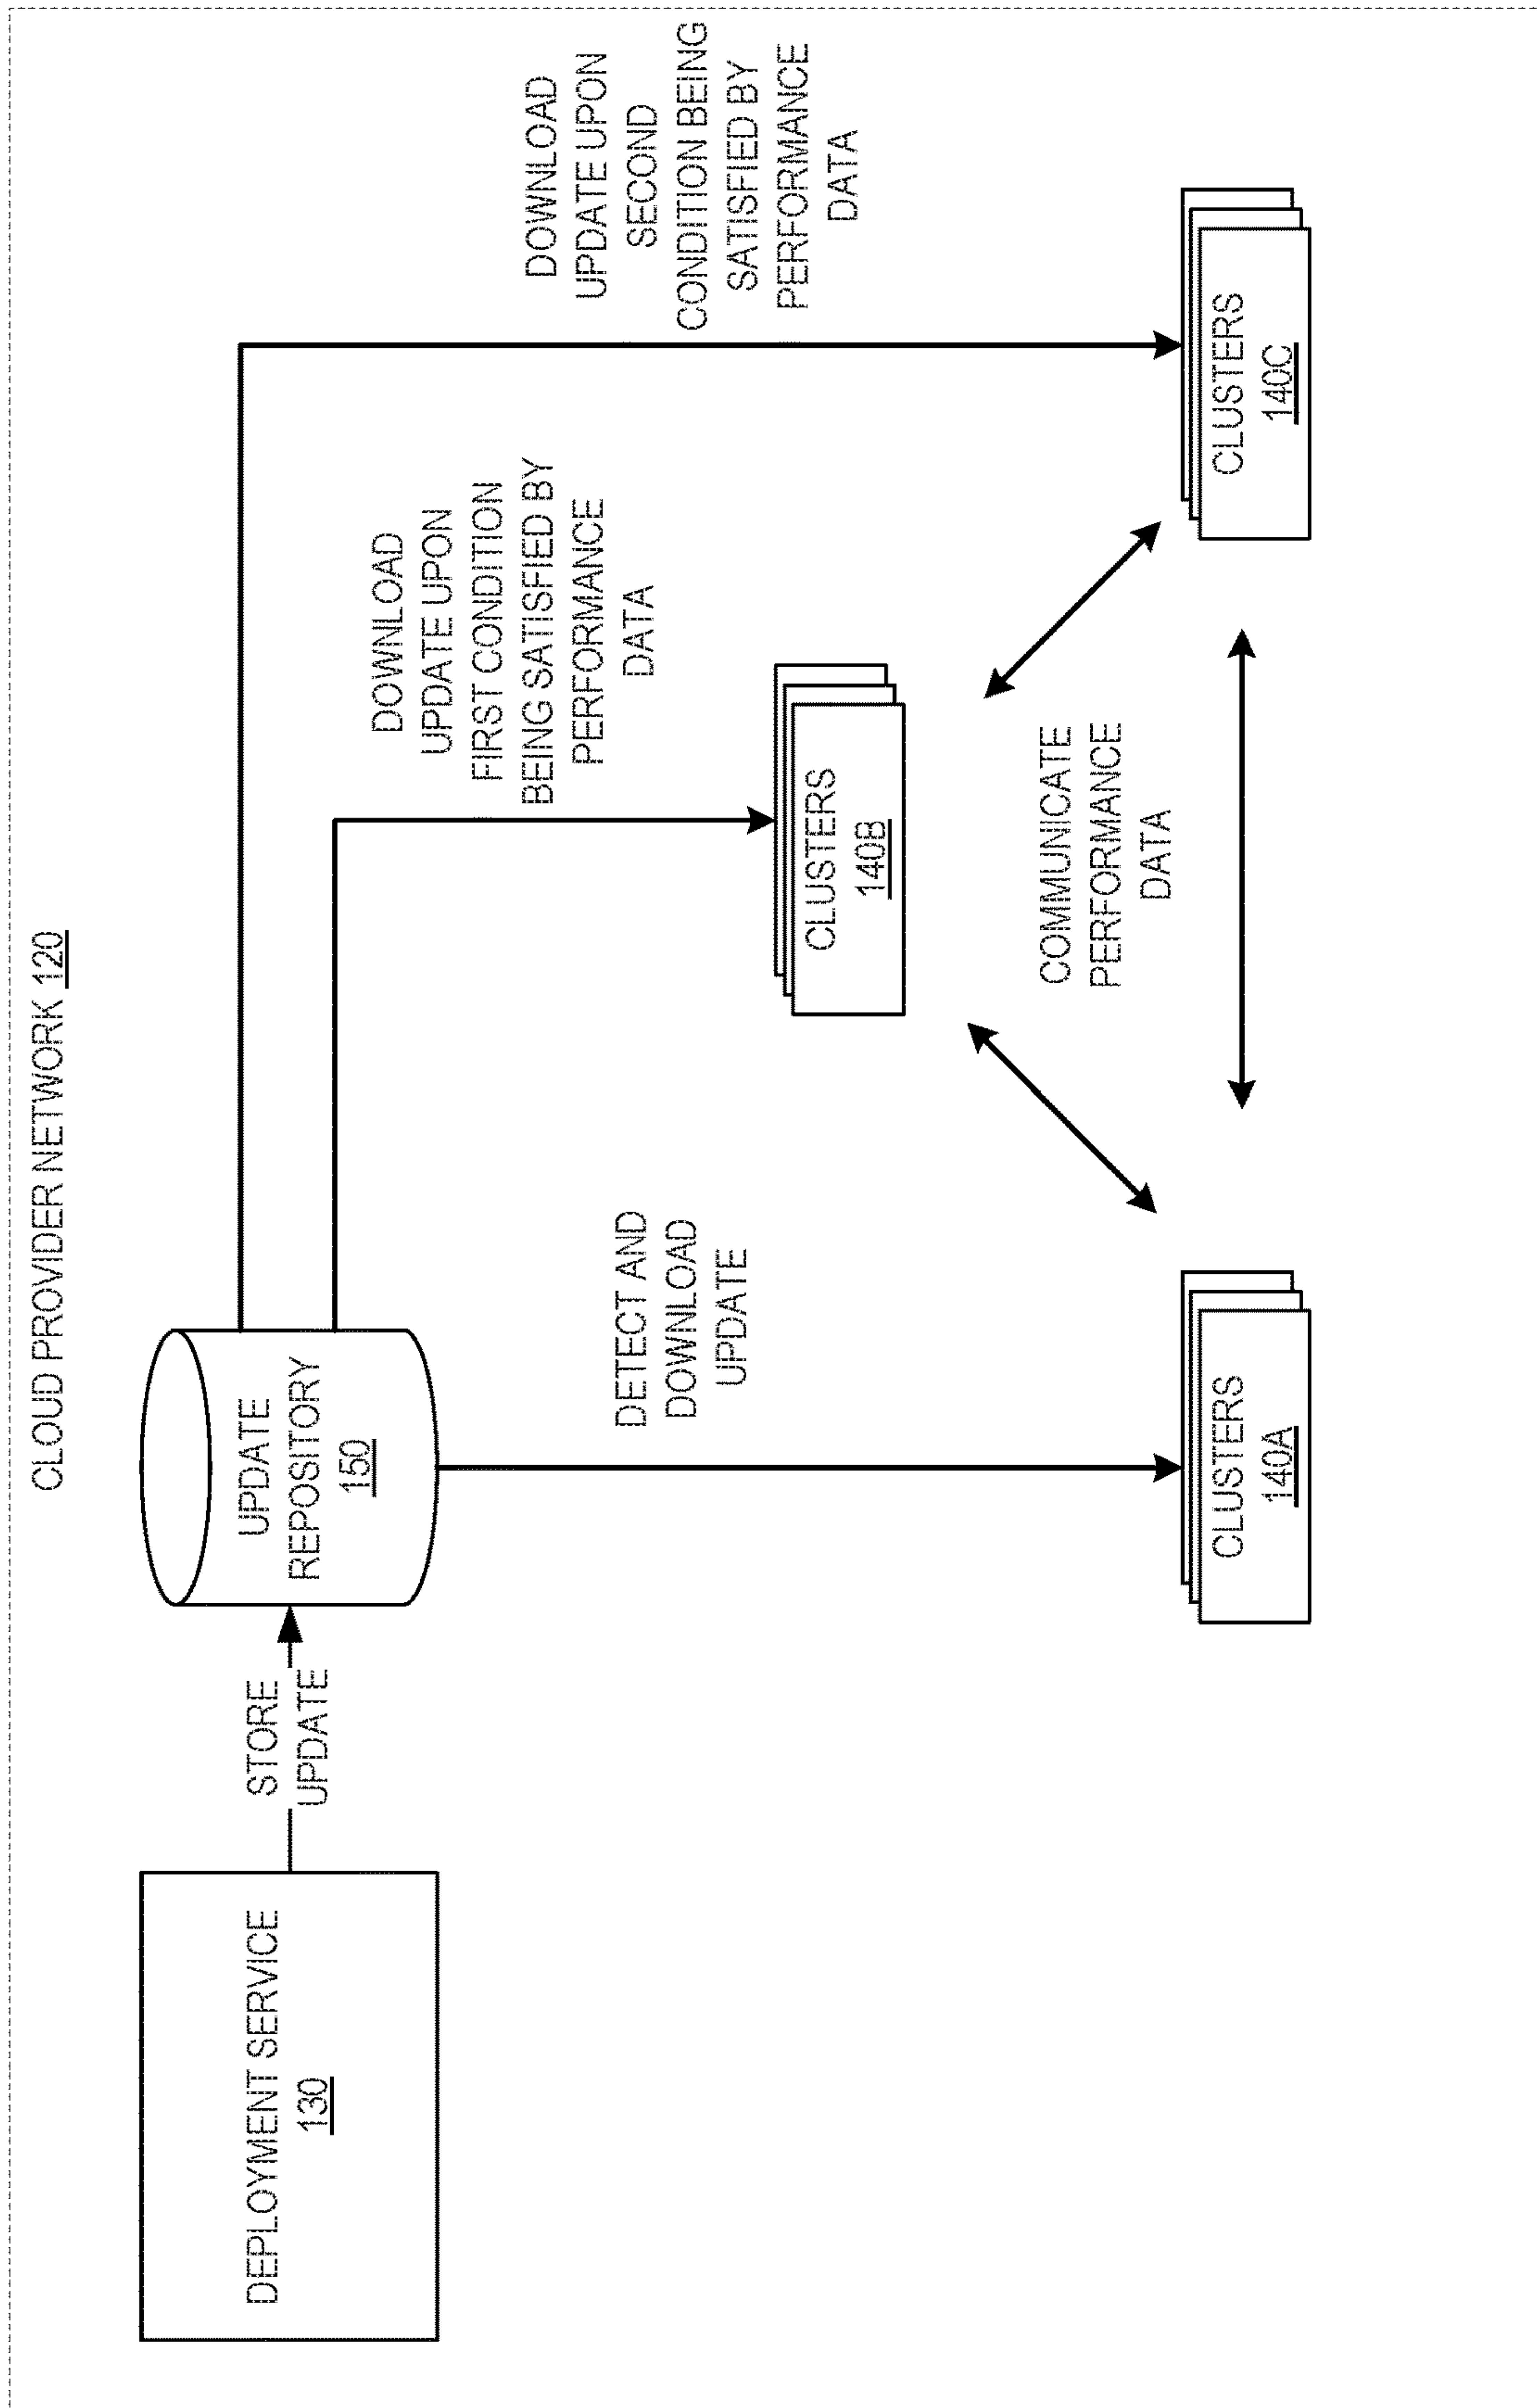 CLOUD PROVIDER NETWORK 120
DEPLOYMENT SERVICE
130
STORE
UPDATE
UPDATE
REPOSITORY
150
DETECT AND
DOWNLOAD
UPDATE
DOWNLOAD
UPDATE UPON
FIRST CONDITION
BEING SATISFIED BY
PERFORMANCE
DATA
DOWNLOAD
UPDATE UPON
SECOND
CONDITION BEING
SATISFIED BY
PERFORMANCE
DATA
CLUSTERS
140A
CLUSTERS
140B
COMMUNICATE
PERFORMANCE
DATA
CLUSTERS
140C